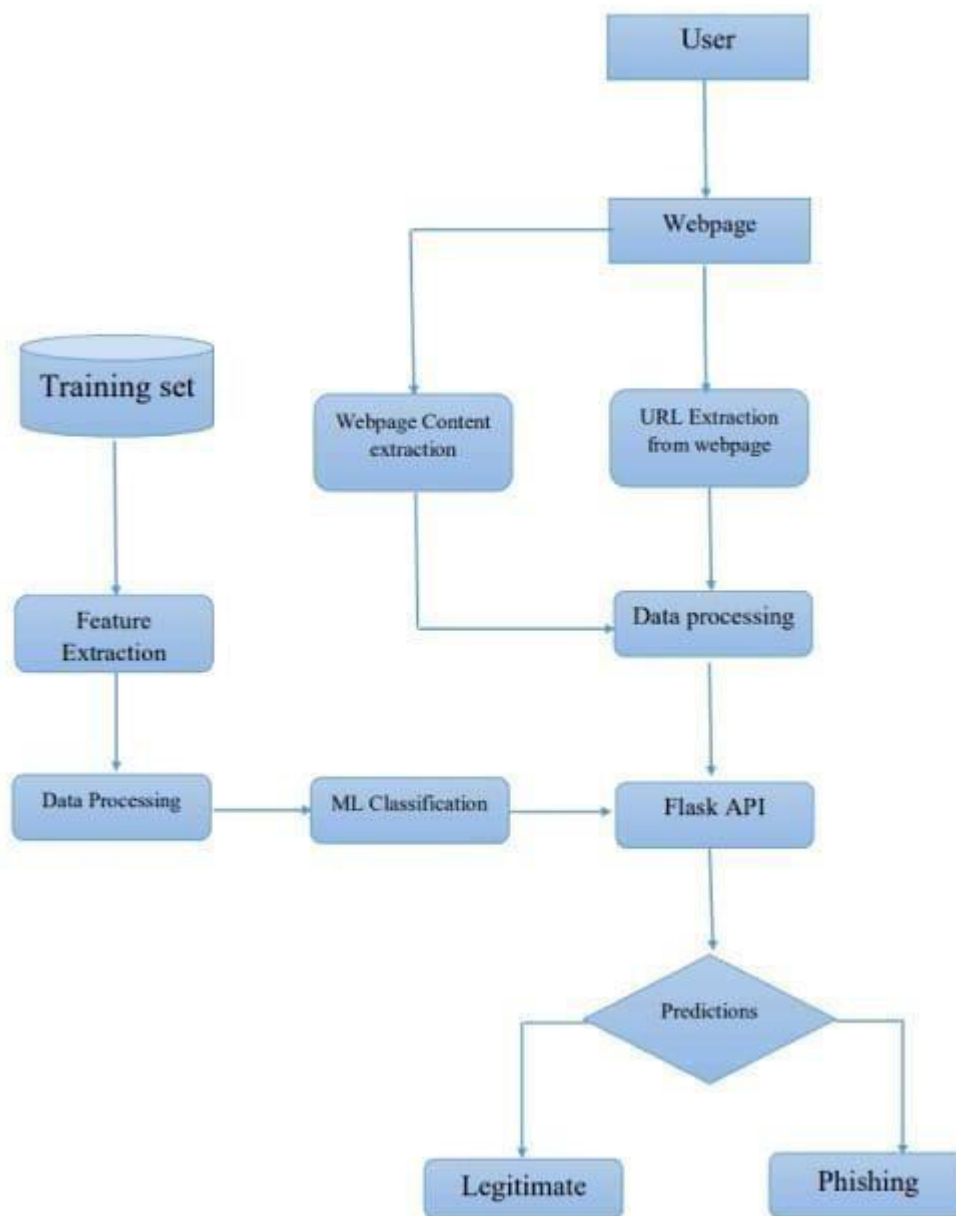 User
Webpage
Training set
Webpage Content
extraction
URL Extraction
from webpage
Feature
Extraction
Data processing
Data Processing
ML Classification
Flask API
Predictions
Legitimate
Phishing